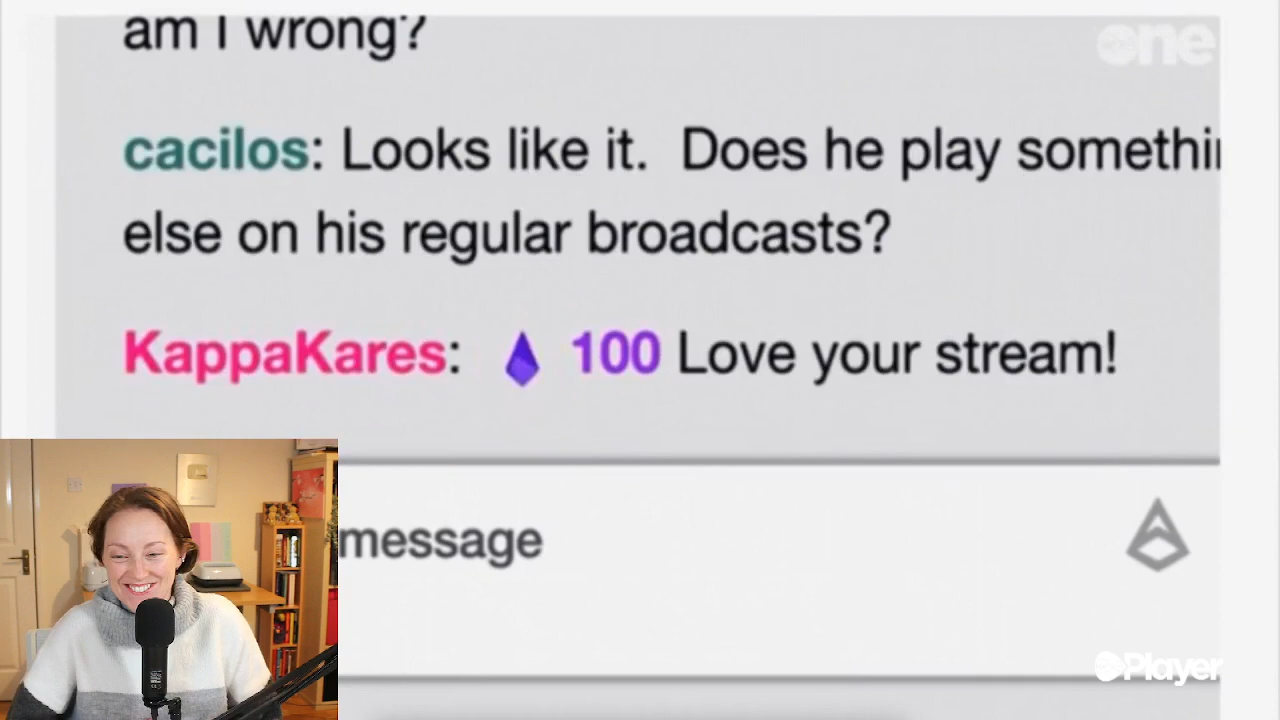 am I wrong?
one
cacilos: Looks like it.  Does he play somethin
else on his regular broadcasts?
KappaKares: 100 Love your stream!
message
Player